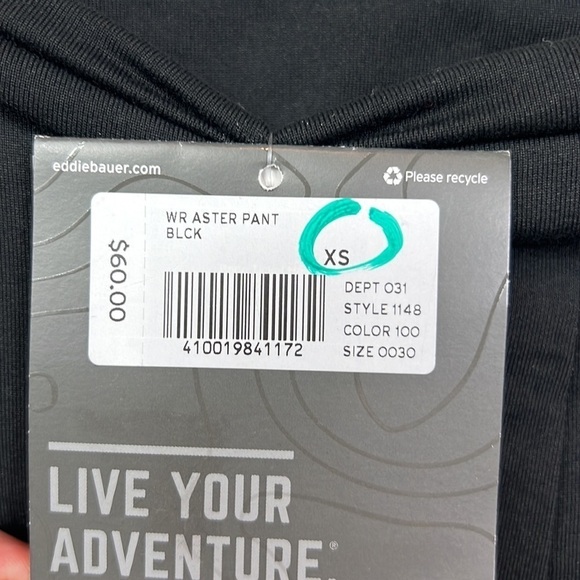 eddiebauer.com
Please recycle
$60.00
WR ASTER PANT
BLCK
XS
DEPT 031
STYLE 1148
COLOR 100
SIZE 0030
410019841172
LIVE YOUR
ADVENTURE.®